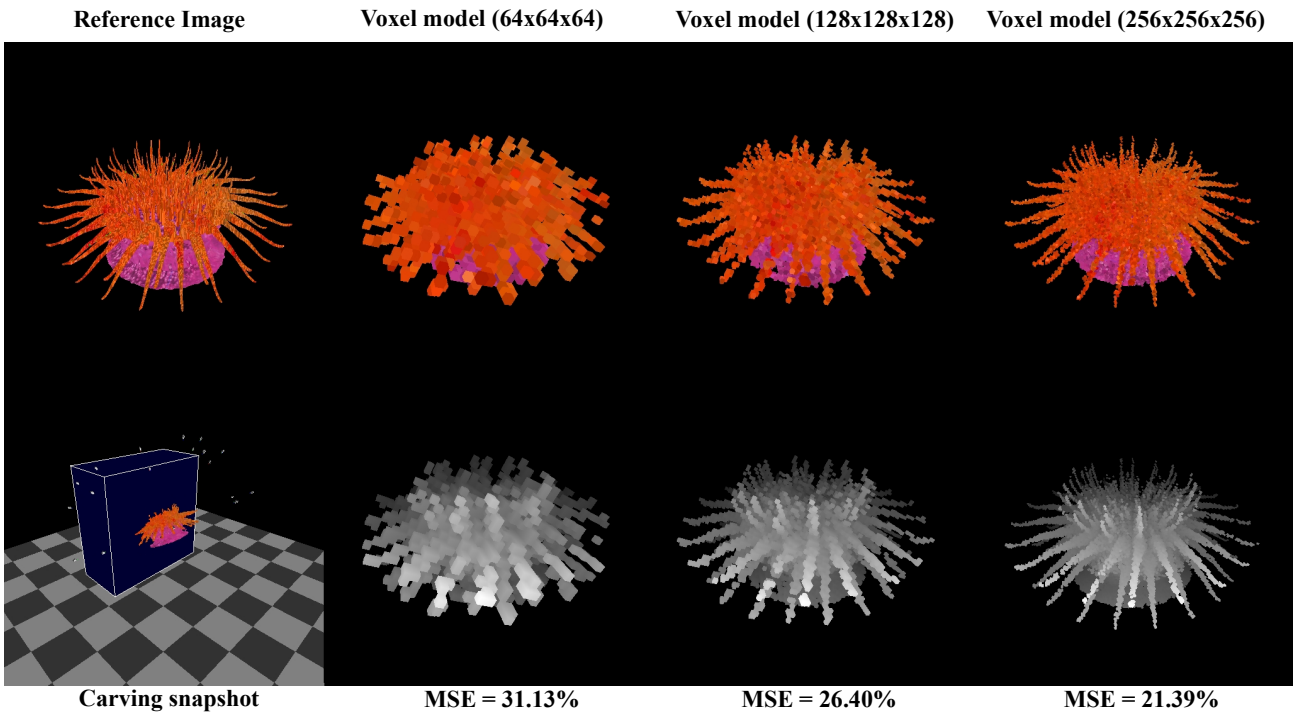 Reference Image
Voxel model (64x64x64)
Voxel model (128x128x128)
Voxel model (256x256x256)
Carving snapshot
MSE = 31.13%
MSE = 26.40%
MSE = 21.39%